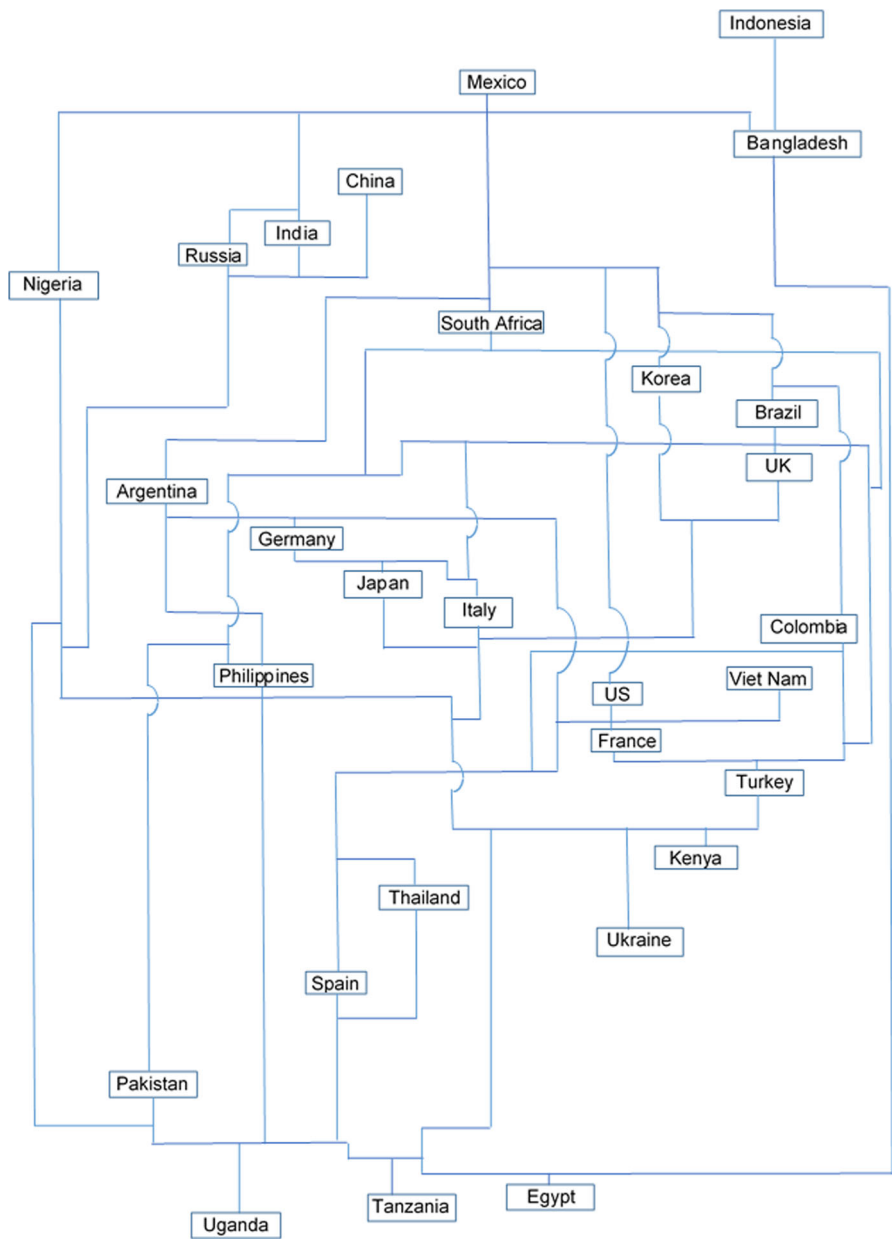 Indonesia
Mexico
Bangladesh
China
India
Russia
Nigeria
South Africa
Korea
Brazil
UK
Argentina
Germany
Japan
Italy
Colombia
Philippines
Viet Nam
US
France
Turkey
Kenya
Thailand
Ukraine
Spain
Pakistan
Egypt
Tanzania
Uganda